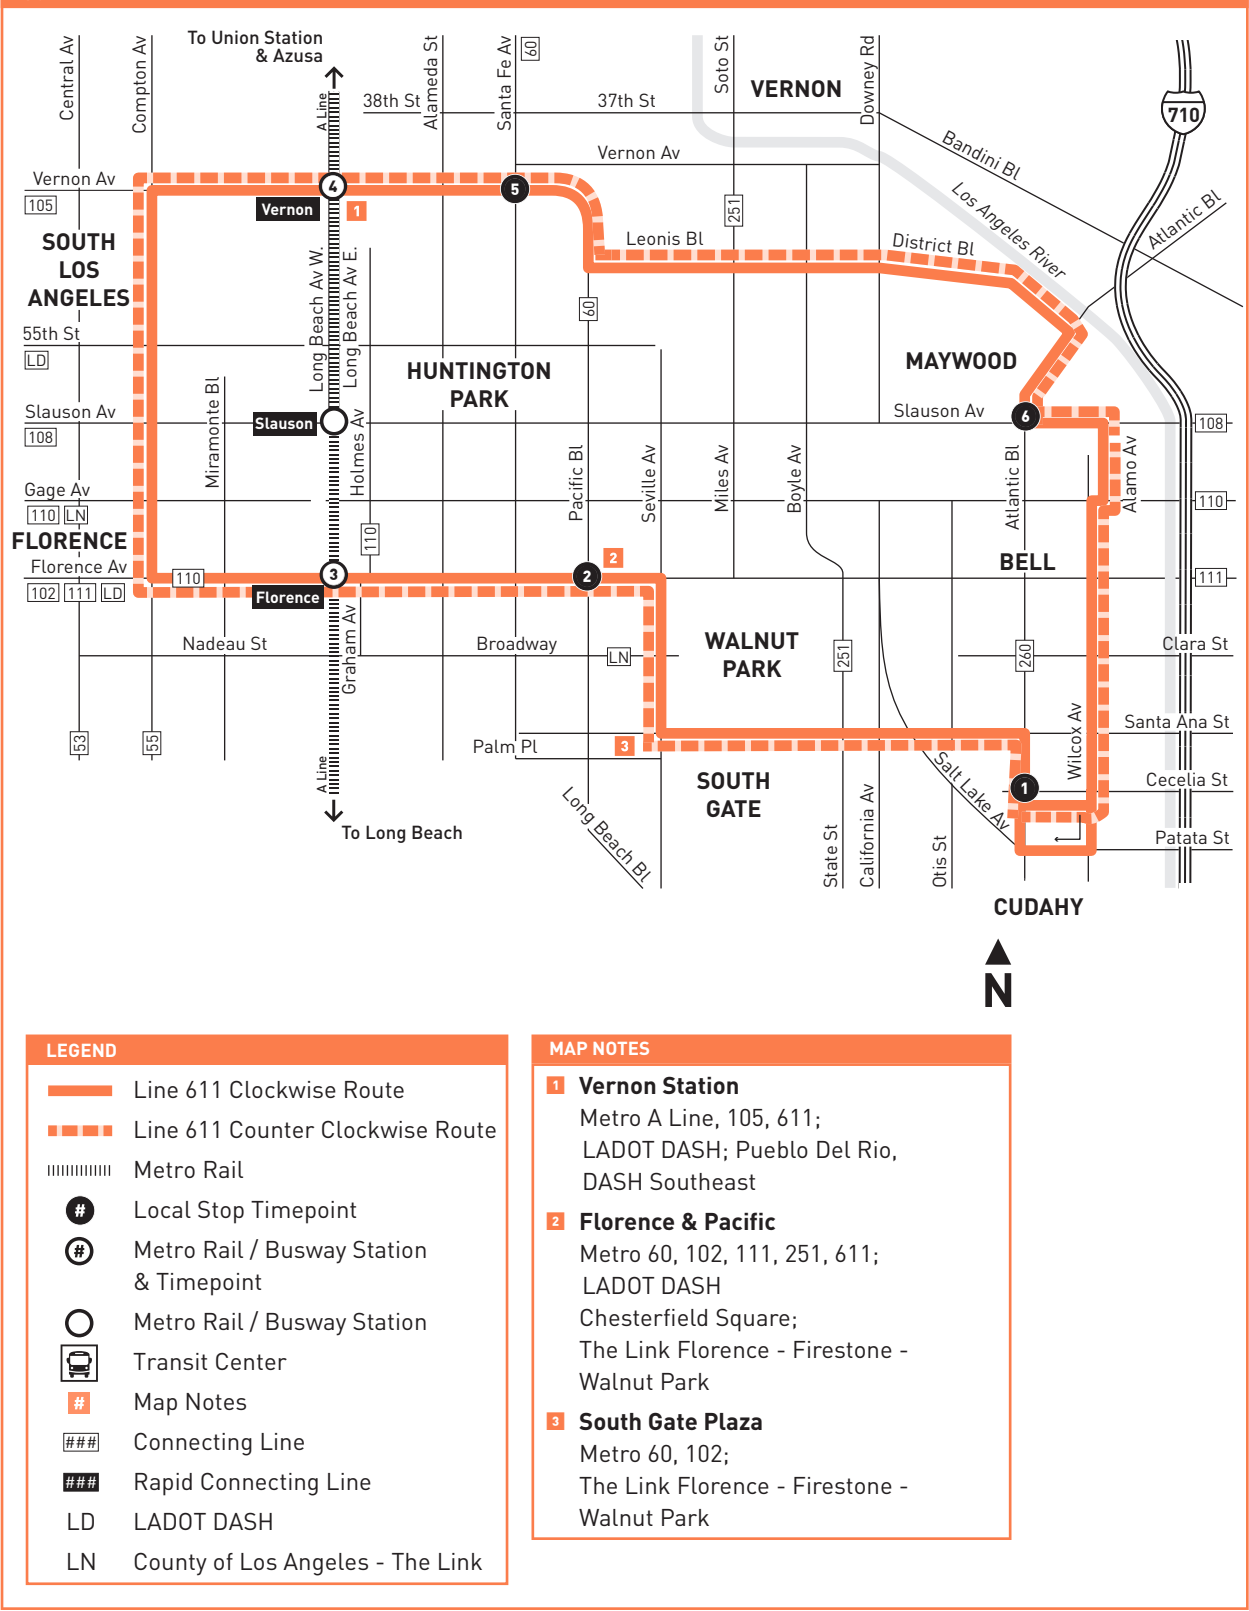 To Union Station
& Azusa
Central Av
Compton Av
A Line
38th St
Alameda St
Santa Fe Av
60
37th St
Soto St
VERNON
Downey Rd
710
Bandini Bl
Vernon Av
Los Angeles River
Atlantic Bl
Vernon Av
105
4
5
Vernon
1
251
Leonis Bl
District Bl
SOUTH
LOS
ANGELES
Long Beach Av W.
Long Beach Av E.
60
55th St
LD
HUNTINGTON
PARK
MAYWOOD
Miramonte Bl
Slauson Av
108
Slauson
Holmes Av
Slauson Av
6
108
Pacific Bl
Seville Av
Miles Av
Boyle Av
Atlantic Bl
Alamo Av
Gage Av
110
LN
110
110
FLORENCE
BELL
Florence Av
102
111
LD
110
3
Florence
2
2
111
Graham Av
Nadeau St
Broadway
LN
WALNUT
PARK
251
260
Clara St
53
55
Palm Pl
3
Wilcox Av
Santa Ana St
A Line
SOUTH
GATE
Salt Lake Av
1
Cecelia St
To Long Beach
Long Beach Bl
State St
California Av
Otis St
Patata St
CUDAHY
N
LEGEND
Line 611 Clockwise Route
Line 611 Counter Clockwise Route
Metro Rail
# Local Stop Timepoint
# Metro Rail / Busway Station
& Timepoint
Metro Rail / Busway Station
Transit Center
# Map Notes
### Connecting Line
### Rapid Connecting Line
LD LADOT DASH
LN County of Los Angeles - The Link
MAP NOTES
1 Vernon Station
Metro A Line, 105, 611;
LADOT DASH; Pueblo Del Rio,
DASH Southeast
2 Florence & Pacific
Metro 60, 102, 111, 251, 611;
LADOT DASH
Chesterfield Square;
The Link Florence - Firestone -
Walnut Park
3 South Gate Plaza
Metro 60, 102;
The Link Florence - Firestone -
Walnut Park